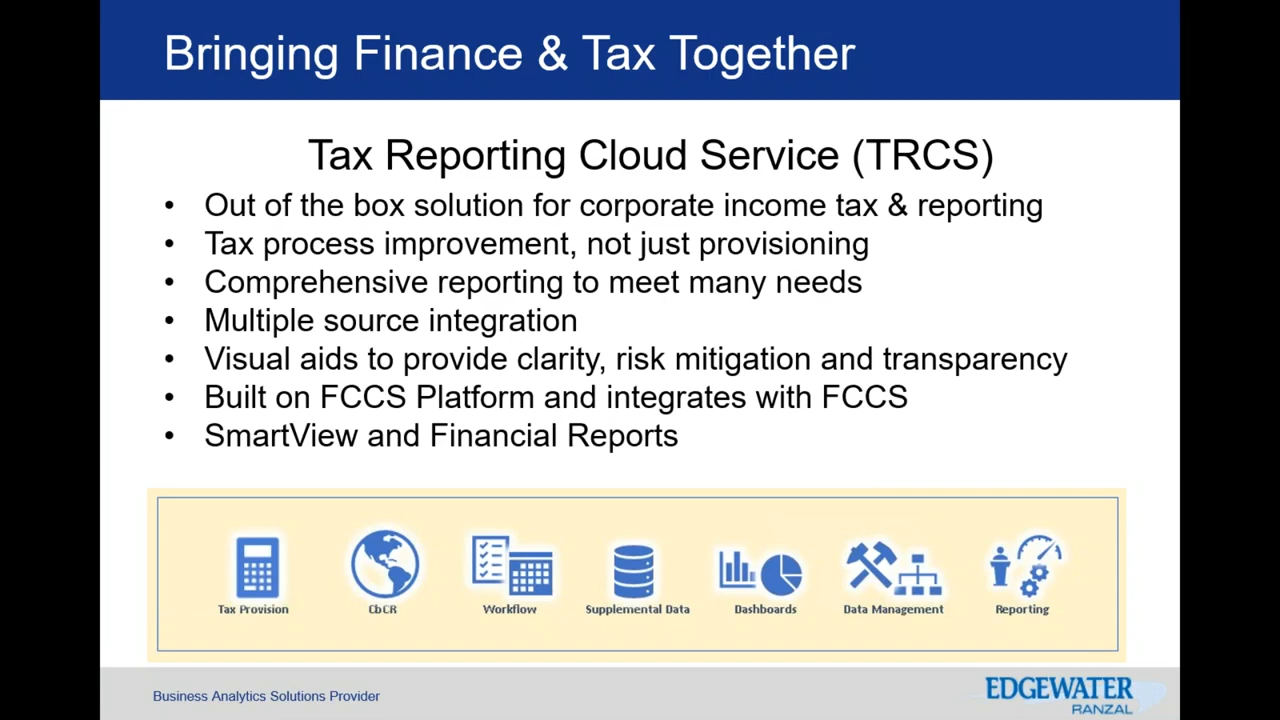 Bringing Finance & Tax Together
Tax Reporting Cloud Service (TRCS)
• Out of the box solution for corporate income tax & reporting
• Tax process improvement, not just provisioning
• Comprehensive reporting to meet many needs
• Multiple source integration
• Visual aids to provide clarity, risk mitigation and transparency
• Built on FCCS Platform and integrates with FCCS
• SmartView and Financial Reports
Tax Provision CbCR Workflow Supplemental Data Dashboards Data Management Reporting
Business Analytics Solutions Provider
EDGEWATER
RANZAL